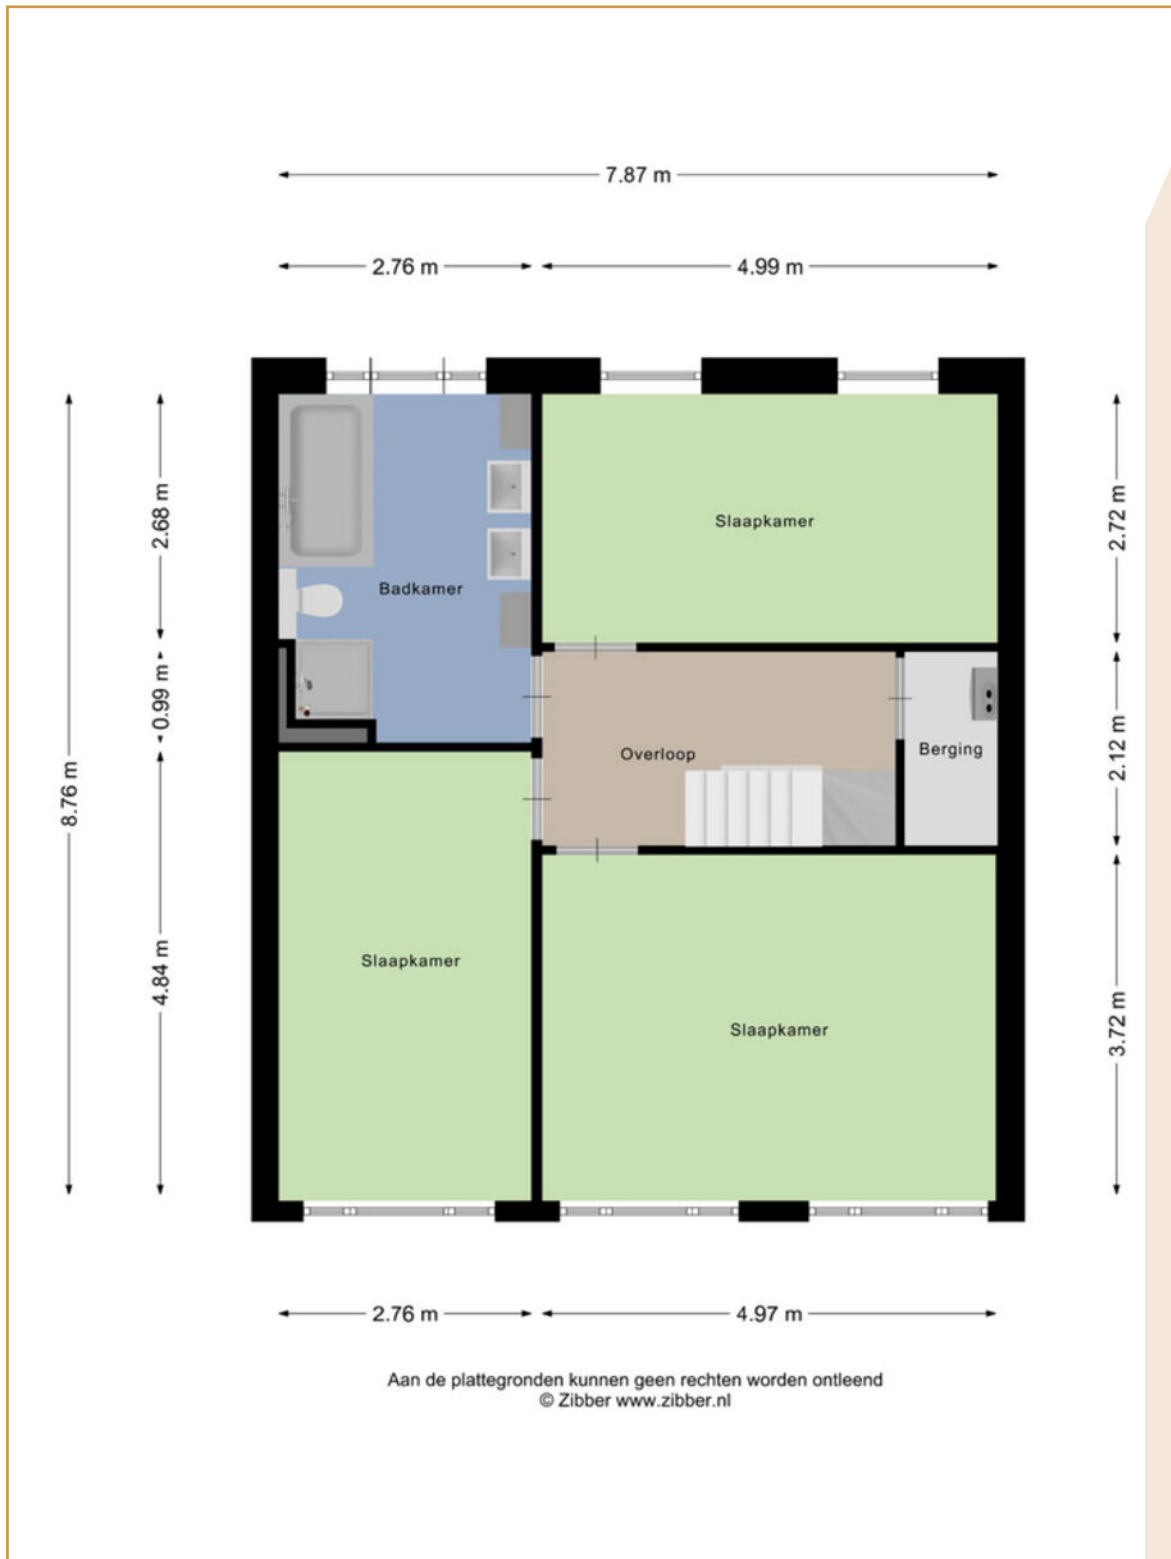 7.87 m
2.76 m
4.99 m
2.68 m
2.72 m
Slaapkamer
Badkamer
0.99 m
8.76 m
Overloop
Berging
2.12 m
4.84 m
Slaapkamer
Slaapkamer
3.72 m
2.76 m
4.97 m
Aan de plattegronden kunnen geen rechten worden ontleend
© Zibber www.zibber.nl